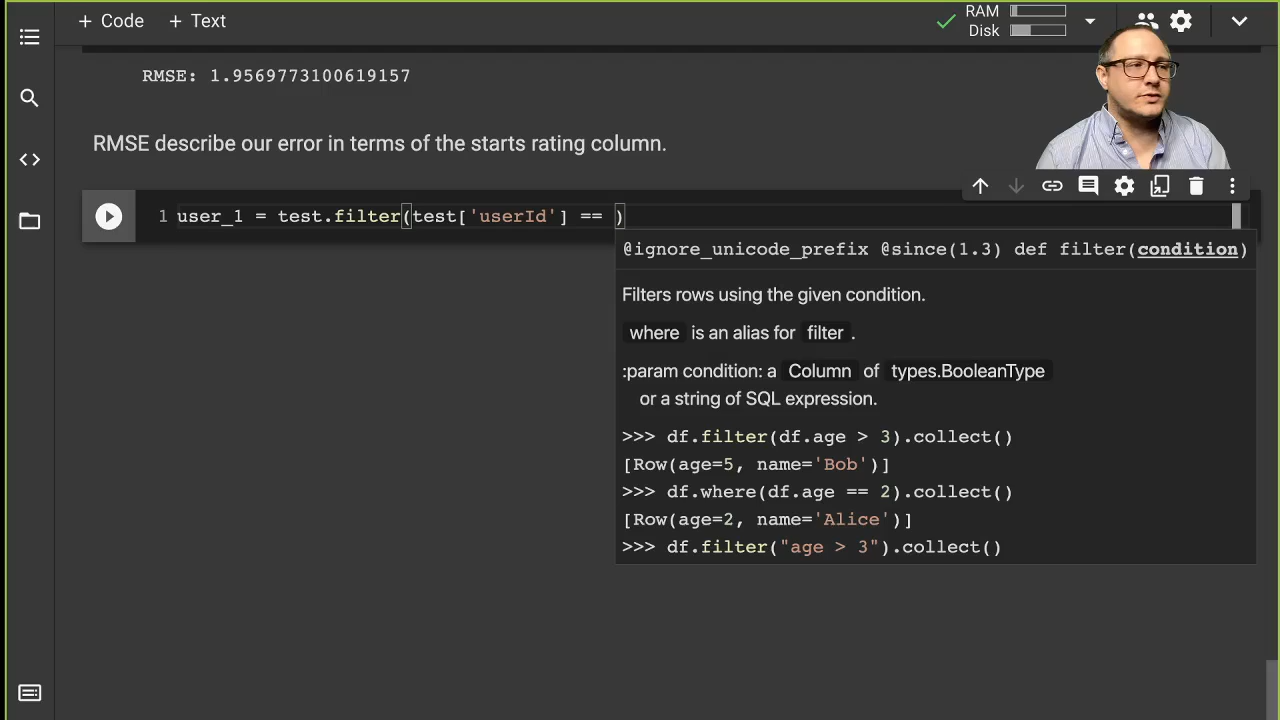 + Code + Text
RAM
Disk
RMSE: 1.9569773100619157
RMSE describe our error in terms of the starts rating column.
1 user_1 = test.filter(test['userId'] == )
@ignore_unicode_prefix @since(1.3) def filter(condition)
Filters rows using the given condition.
where is an alias for filter .
:param condition: a Column of types.BooleanType
or a string of SQL expression.
>>> df.filter(df.age > 3).collect()
[Row(age=5, name='Bob')]
>>> df.where(df.age == 2).collect()
[Row(age=2, name='Alice')]
>>> df.filter("age > 3").collect()